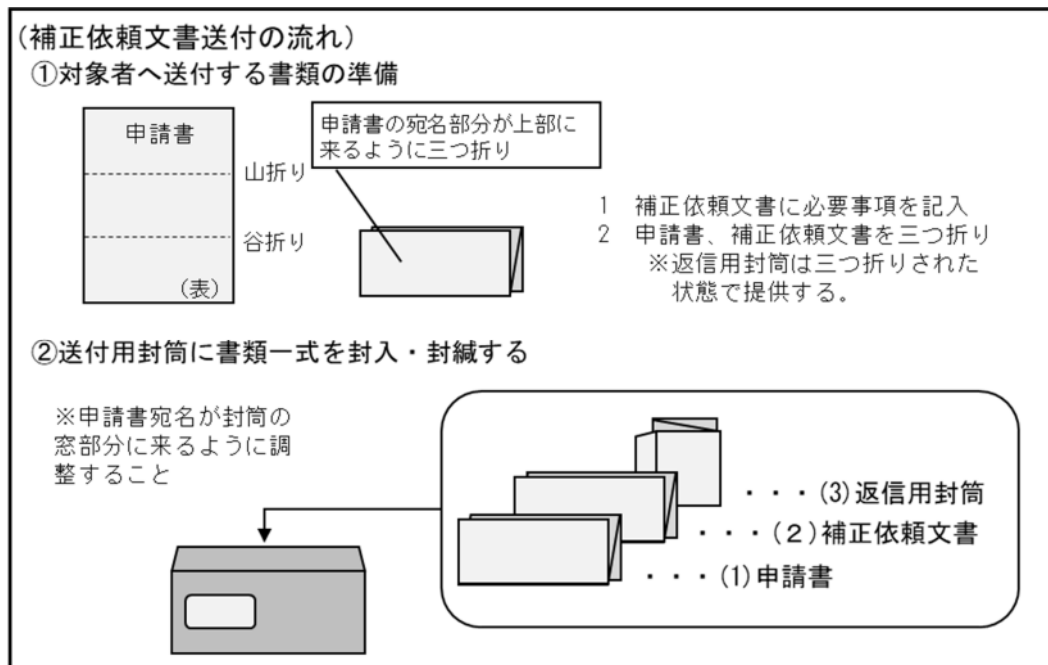 (補正依頼文書送付の流れ)
①対象者へ送付する書類の準備
申請書
山折り
谷折り
(表)
申請書の宛名部分が上部に
来るように三つ折り
1 補正依頼文書に必要事項を記入
2 申請書、補正依頼文書を三つ折り
※返信用封筒は三つ折りされた
状態で提供する。
②送付用封筒に書類一式を封入・封緘する
※申請書宛名が封筒の
窓部分に来るように調
整すること
・・・(3)返信用封筒
・・・(2)補正依頼文書
・・・(1)申請書